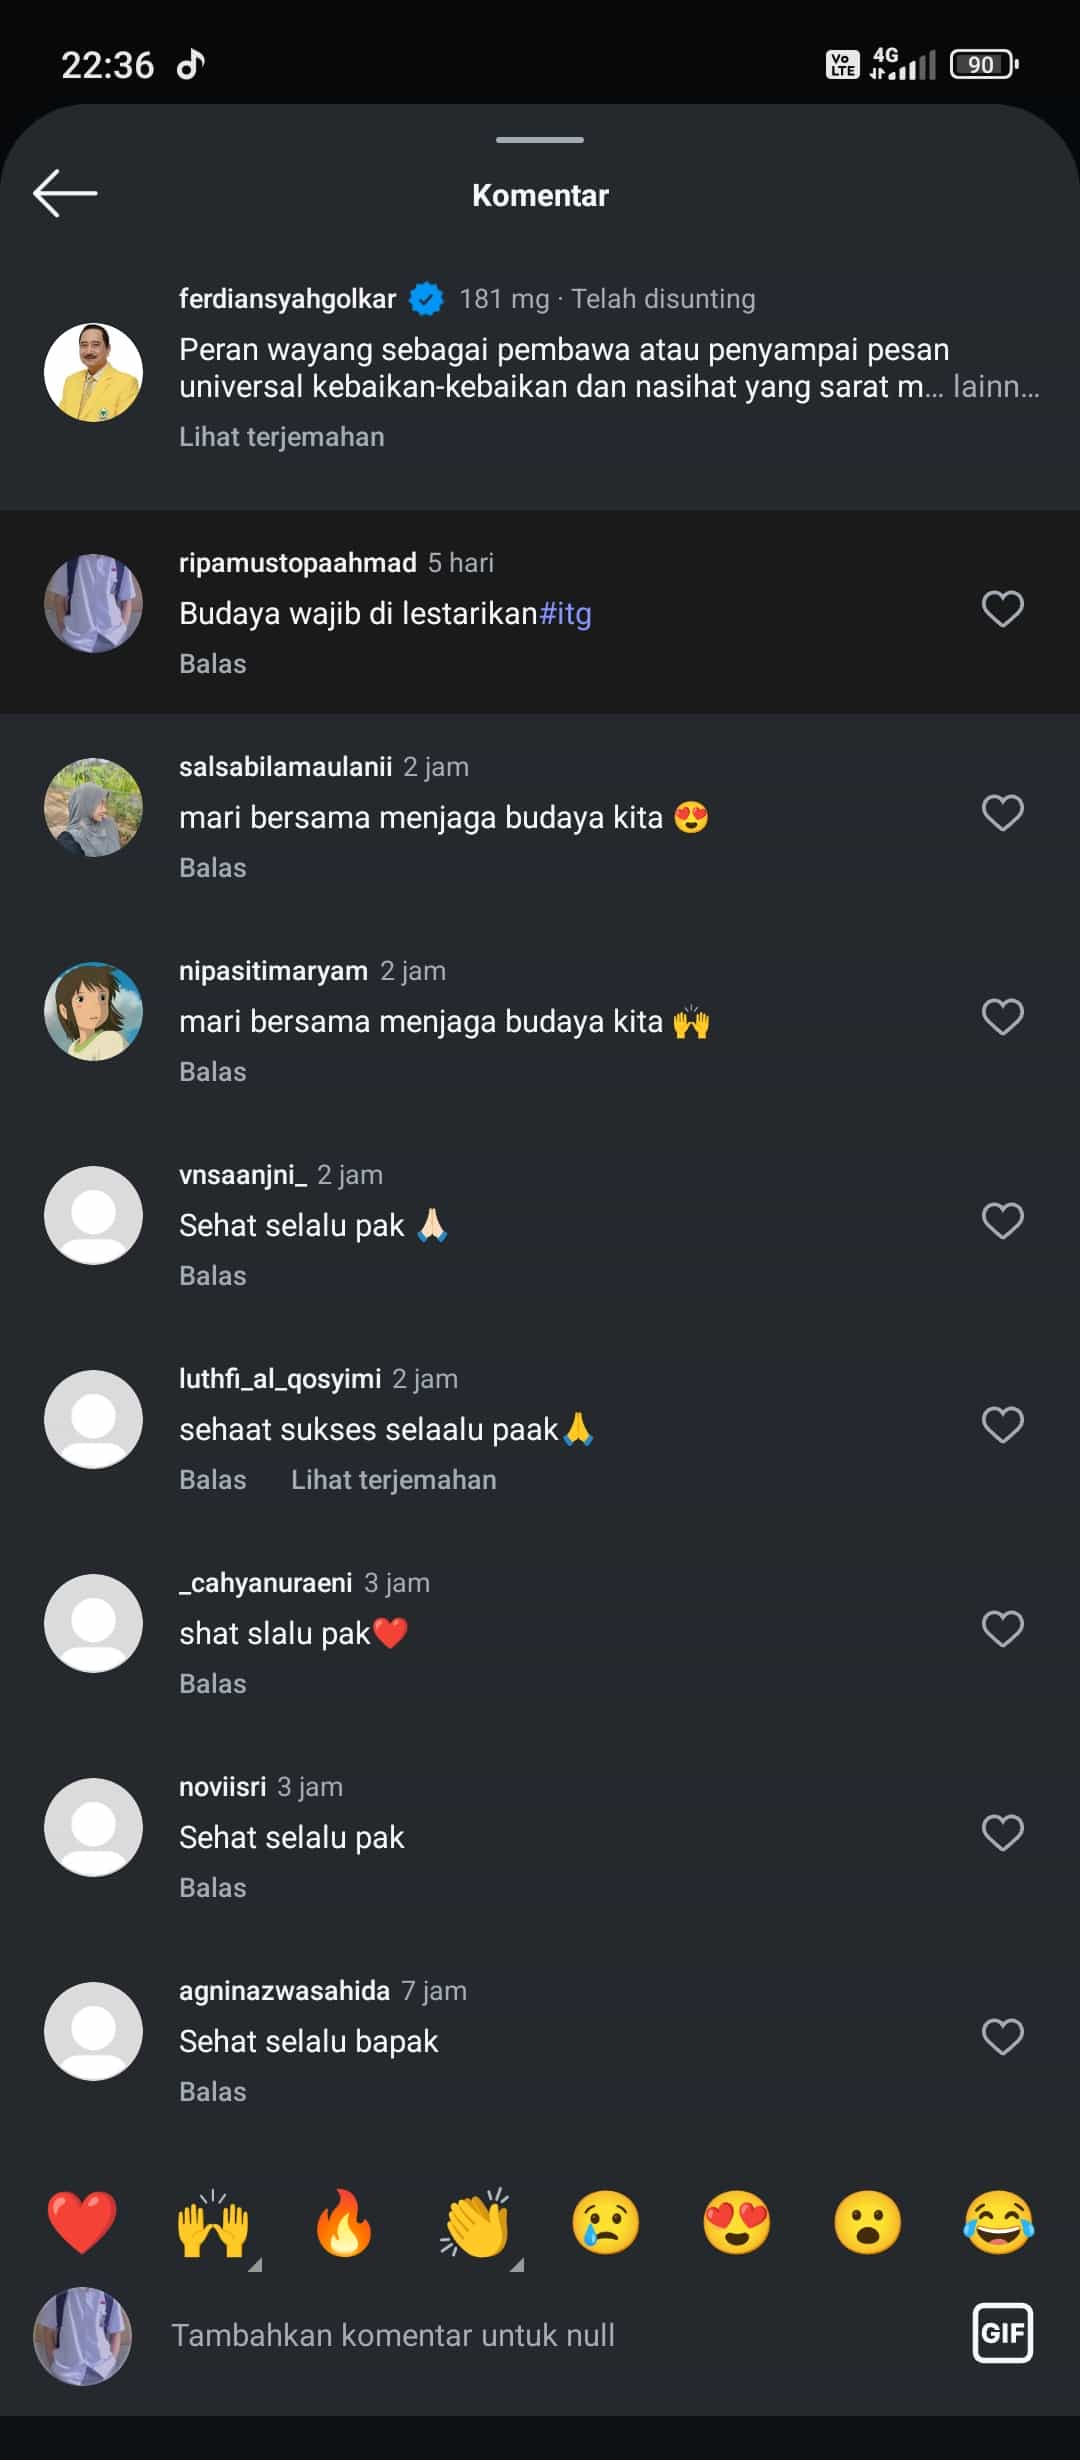 22:36
Vo LTE 4G 90
Komentar
ferdiansyahgolkar 181 mg · Telah disunting
Peran wayang sebagai pembawa atau penyampai pesan
universal kebaikan-kebaikan dan nasihat yang sarat m... lainn...
Lihat terjemahan
ripamustopaahmad 5 hari
Budaya wajib di lestarikan#itg
Balas
salsabilamaulanii 2 jam
mari bersama menjaga budaya kita 😍
Balas
nipasitimaryam 2 jam
mari bersama menjaga budaya kita 🙌
Balas
vnsaanjni_ 2 jam
Sehat selalu pak 🙏🏻
Balas
luthfi_al_qosyimi 2 jam
sehaat sukses selaalu paak🙏
Balas Lihat terjemahan
_cahyanuraeni 3 jam
shat slalu pak❤️
Balas
noviisri 3 jam
Sehat selalu pak
Balas
agninazwasahida 7 jam
Sehat selalu bapak
Balas
❤️ 🙌 🔥 👏 😢 😍 😮 😂
Tambahkan komentar untuk null
GIF